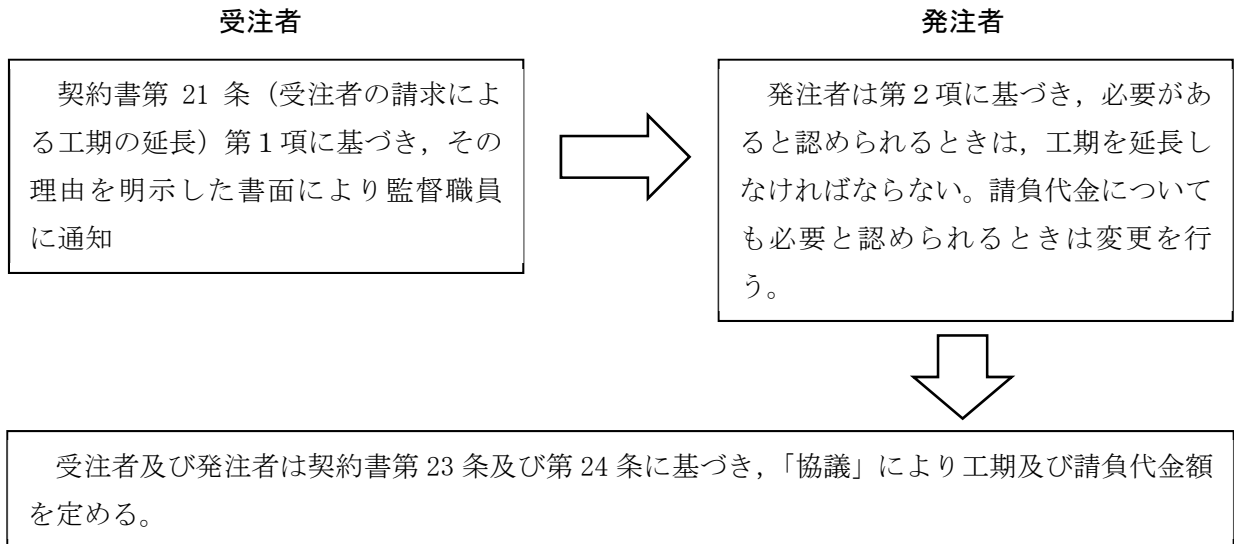 受注者
発注者
契約書第 21 条（受注者の請求によ
る工期の延長）第１項に基づき，その
理由を明示した書面により監督職員
に通知
発注者は第２項に基づき，必要があ
ると認められるときは，工期を延長し
なければならない。請負代金について
も必要と認められるときは変更を行
う。
受注者及び発注者は契約書第 23 条及び第 24 条に基づき，「協議」により工期及び請負代金額
を定める。